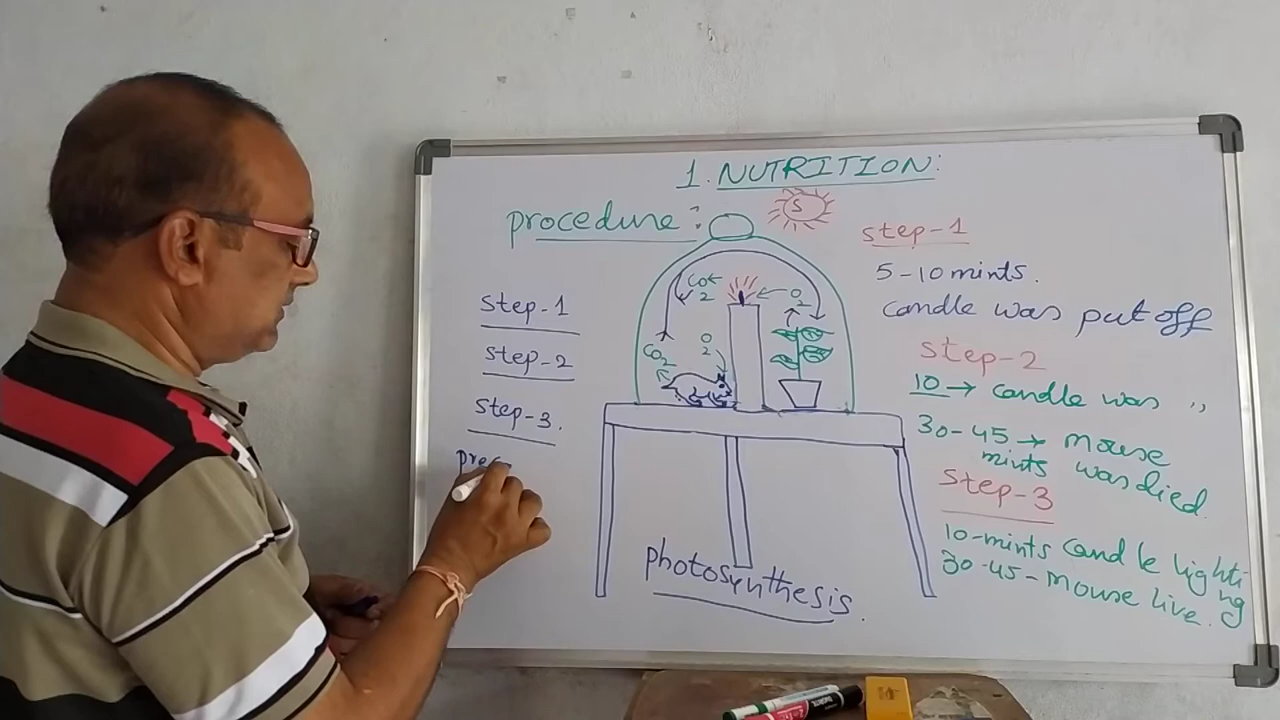 1. NUTRITION:
procedure:
S
Step-1
Step-2
Step-3.
CO2
O2
CO2
O2
photosynthesis.
step-1
5-10 mints.
candle was put off
step-2
10 → candle was ,,
30-45 → mouse
mints was died.
step-3
10-mints candle lighti-
ng
30-45-mouse live.